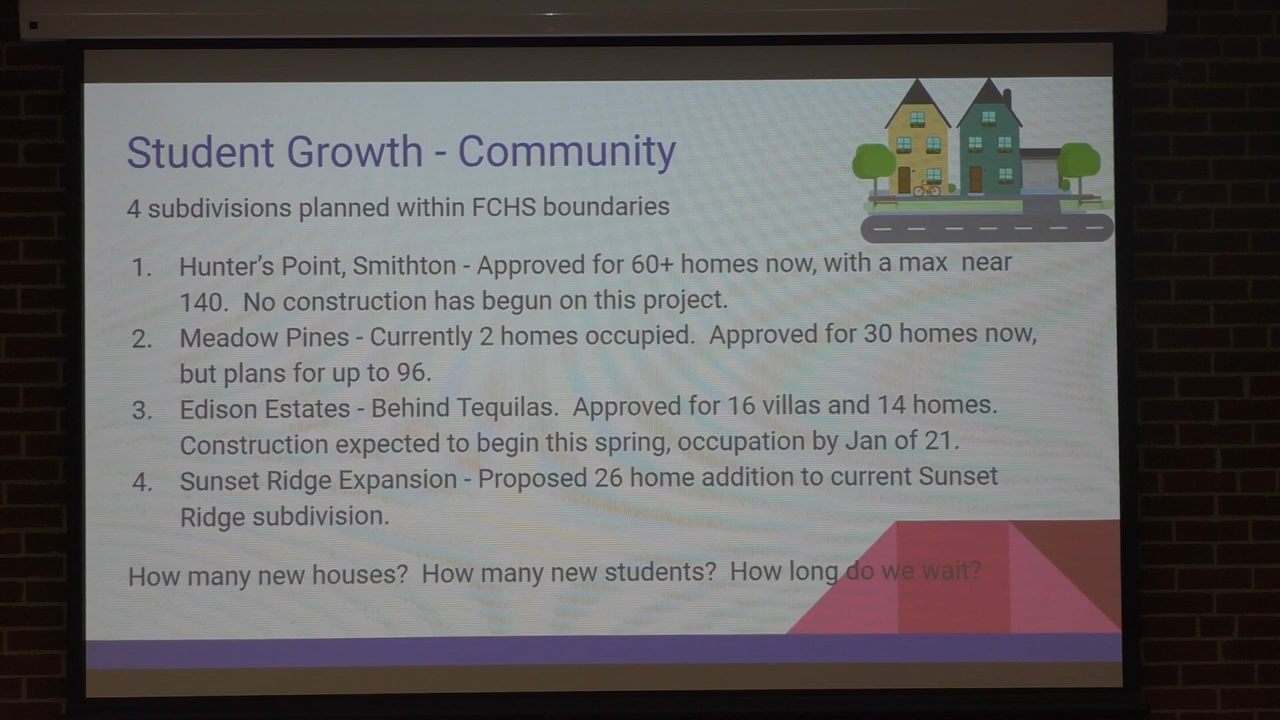 Student Growth - Community
4 subdivisions planned within FCHS boundaries
1. Hunter's Point, Smithton - Approved for 60+ homes now, with a max near
140. No construction has begun on this project.
2. Meadow Pines - Currently 2 homes occupied. Approved for 30 homes now,
but plans for up to 96.
3. Edison Estates - Behind Tequilas. Approved for 16 villas and 14 homes.
Construction expected to begin this spring, occupation by Jan of 21.
4. Sunset Ridge Expansion - Proposed 26 home addition to current Sunset
Ridge subdivision.
How many new houses? How many new students? How long do we wait?